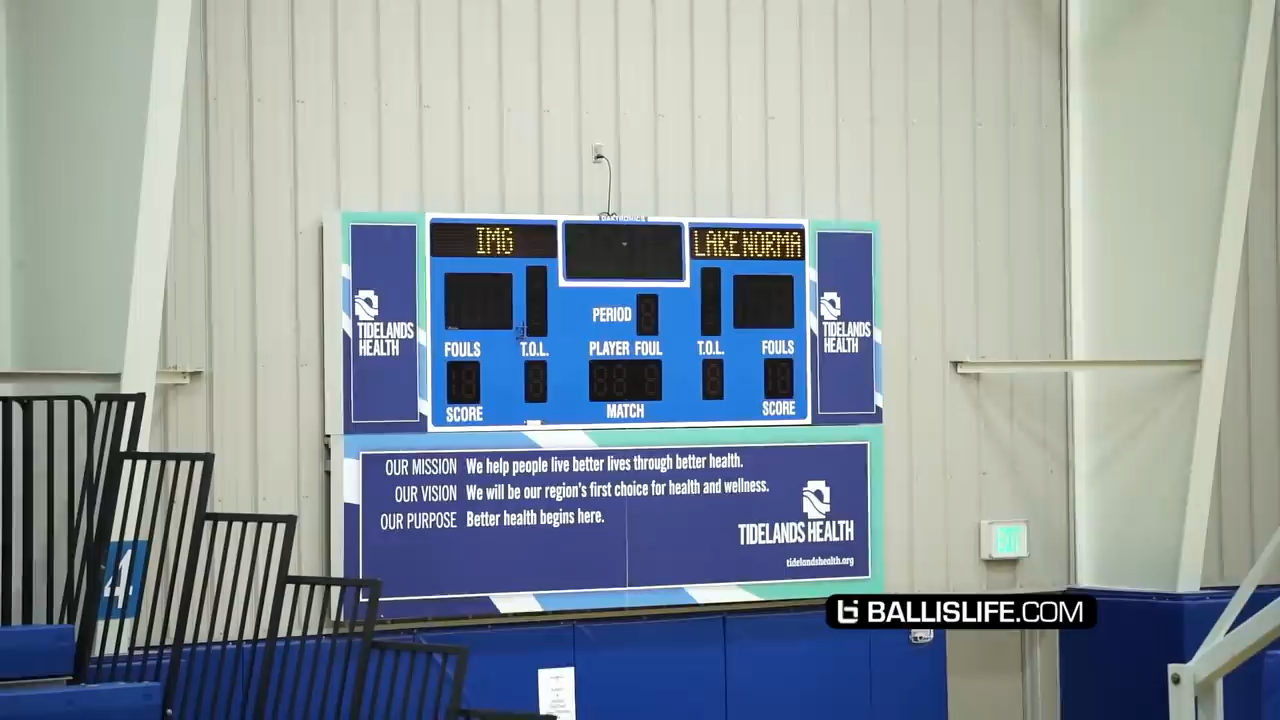 DAKTRONICS
IMG
LAKENORMA
PERIOD
FOULS
T.O.L.
PLAYER FOUL
T.O.L.
FOULS
SCORE
MATCH
SCORE
TIDELANDS
HEALTH
TIDELANDS
HEALTH
OUR MISSION We help people live better lives through better health.
OUR VISION We will be our region's first choice for health and wellness.
OUR PURPOSE Better health begins here.
TIDELANDS HEALTH
tidelandshealth.org
4
EXIT
BALLISLIFE.COM